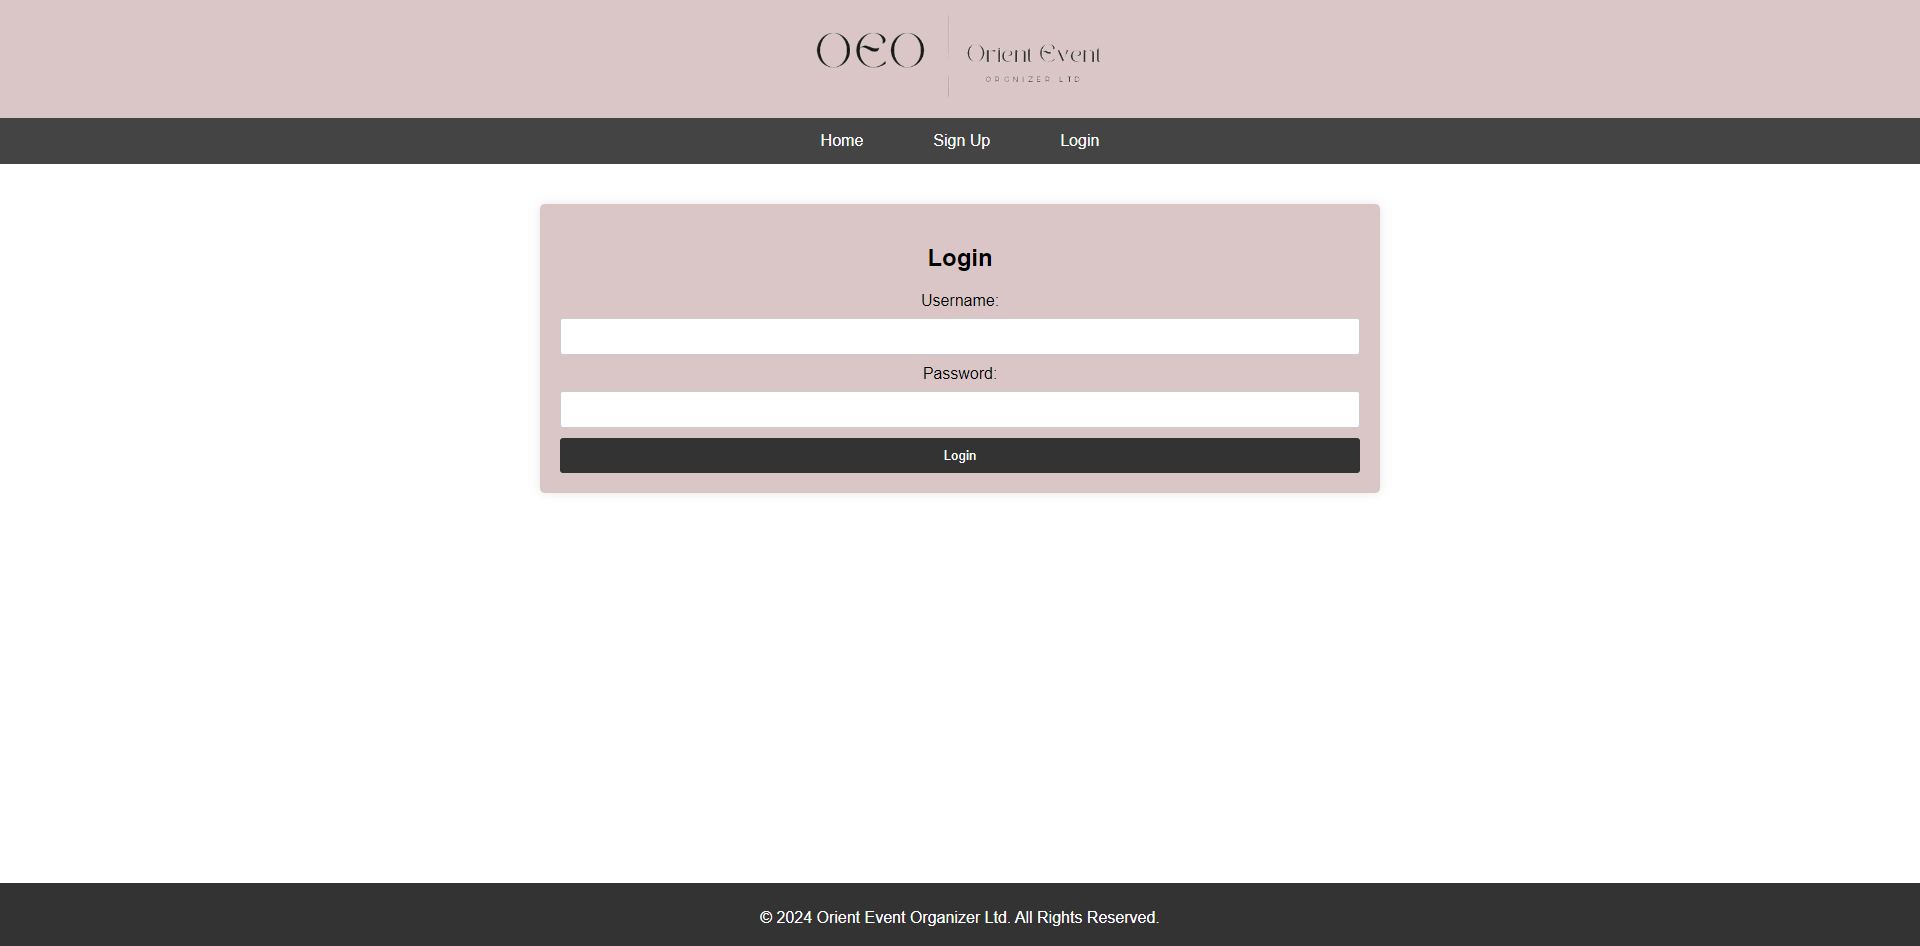 OEO
Orient Event
ORGNIZER LTD
Home Sign Up Login
Login
Username:
Password:
Login
© 2024 Orient Event Organizer Ltd. All Rights Reserved.